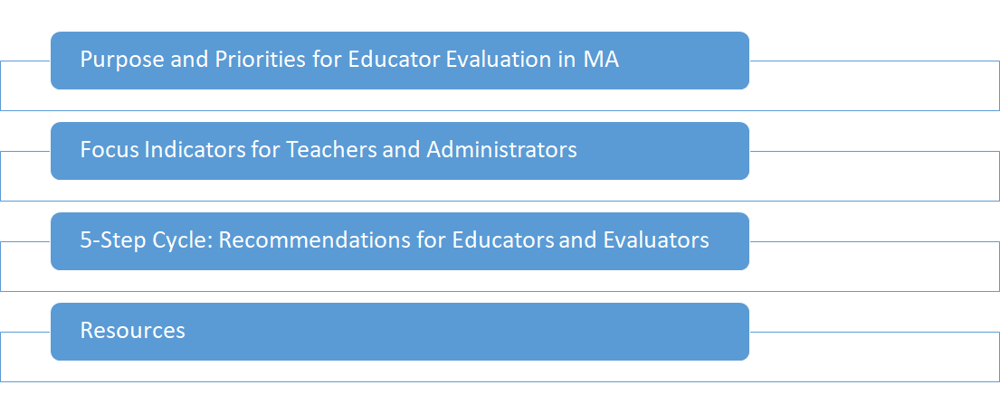 Purpose and Priorities for Educator Evaluation in MA
Focus Indicators for Teachers and Administrators
5-Step Cycle: Recommendations for Educators and Evaluators
Resources